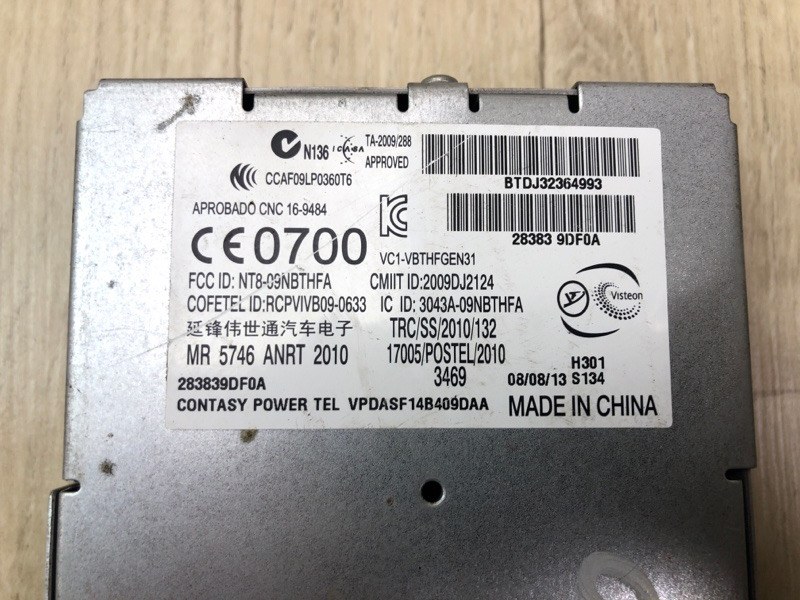 N136 ICASA TA-2009/288
APPROVED
CCAF09LP0360T6
BTDJ32364993
APROBADO CNC 16-9484
28383 9DF0A
CE0700 VC1-VBTHFGEN31
FCC ID: NT8-09NBTHFA CMIIT ID:2009DJ2124
COFETEL ID:RCPVIVB09-0633 IC ID: 3043A-09NBTHFA
Visteon
延锋伟世通汽车电子 TRC/SS/2010/132
MR 5746 ANRT 2010 17005/POSTEL/2010
3469
H301
283839DF0A 08/08/13 S134
CONTASY POWER TEL VPDASF14B409DAA MADE IN CHINA